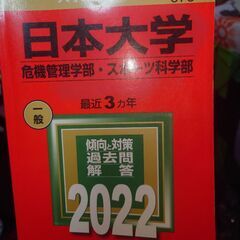 日本大学
危機管理学部・スポーツ科学部
最近3ヵ年
一般
傾向と対策
過去問
解答
2022